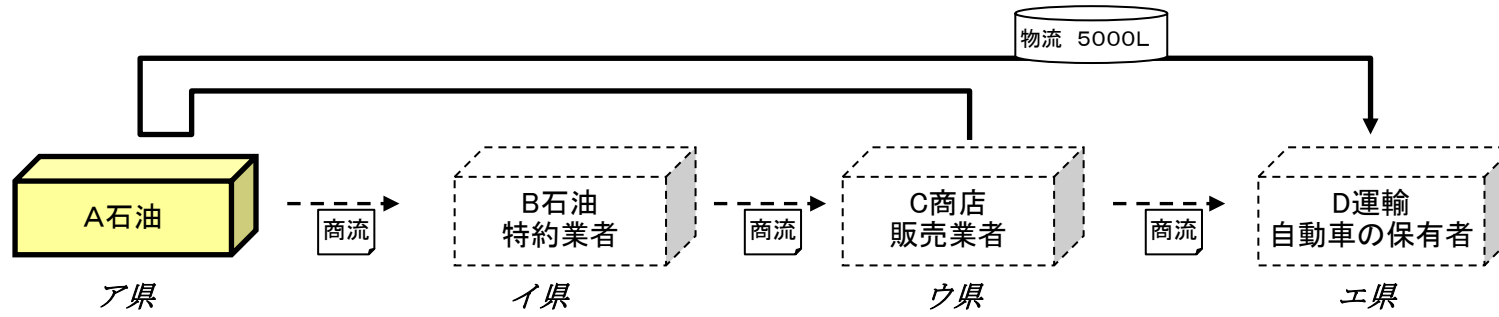 物流 5000L
A石油
商流
B石油
特約業者
商流
C商店
販売業者
商流
D運輸
自動車の保有者
ア県
イ県
ウ県
エ県